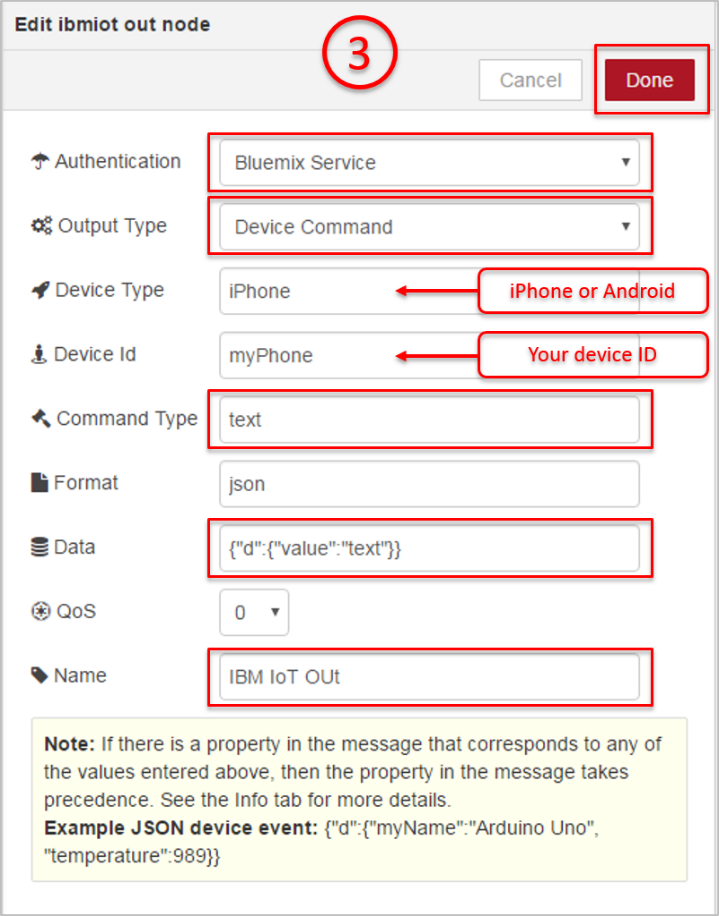 Edit ibmiot out node
3
Cancel
Done
Authentication
Bluemix Service
Output Type
Device Command
Device Type
iPhone
iPhone or Android
Device Id
myPhone
Your device ID
Command Type
text
Format
json
Data
{"d":{"value":"text"}}
QoS
0
Name
IBM IoT OUt
Note: If there is a property in the message that corresponds to any of
the values entered above, then the property in the message takes
precedence. See the Info tab for more details.
Example JSON device event: {"d":{"myName":"Arduino Uno",
"temperature":989}}